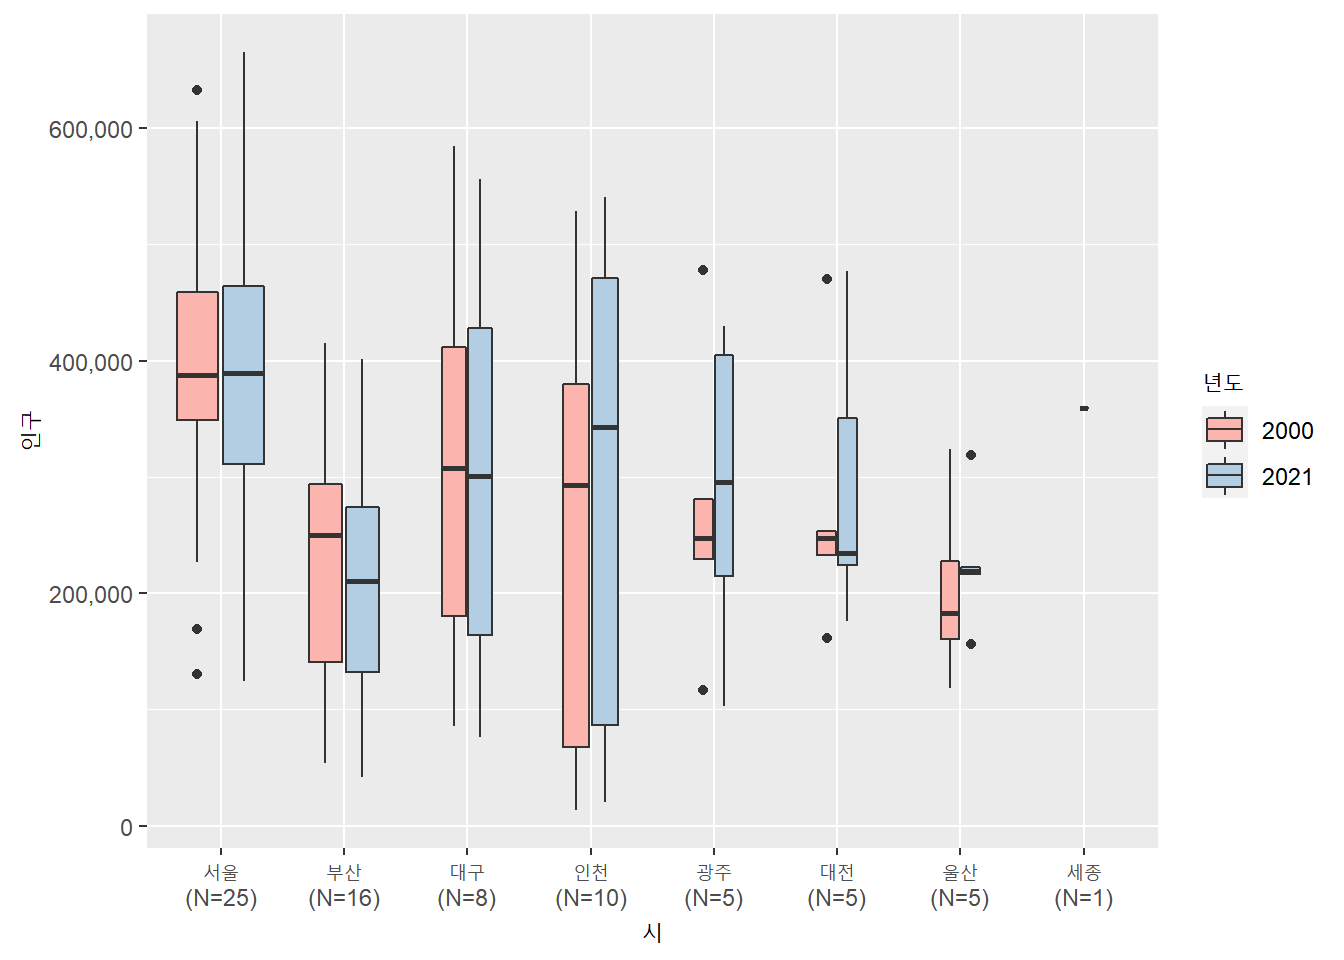 인구
600,000
400,000
200,000
0
서울 부산 대구 인천 광주 대전 울산 세종
(N=25) (N=16) (N=8) (N=10) (N=5) (N=5) (N=5) (N=1)
시
년도
2000
2021